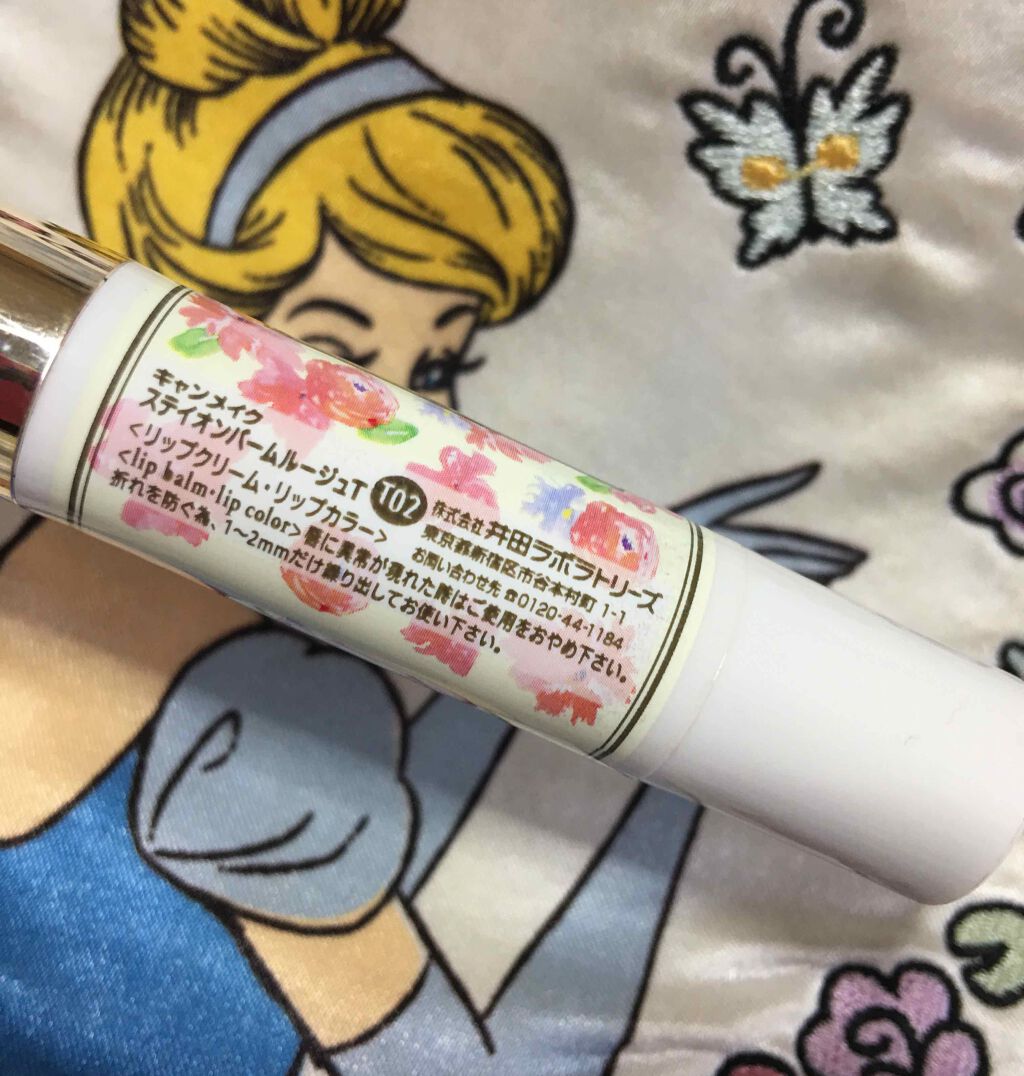 キャンメイク
ステイオンバームルージュT T02
<リップクリーム・リップカラー>
<lip balm・lip color>
株式会社 井田ラボラトリーズ
東京都新宿区市谷本村町 1-1
お問い合わせ先 ☎0120-44-1184
唇に異常が現れた時はご使用をおやめ下さい。
折れを防ぐ為、1〜2mmだけ繰り出してお使い下さい。